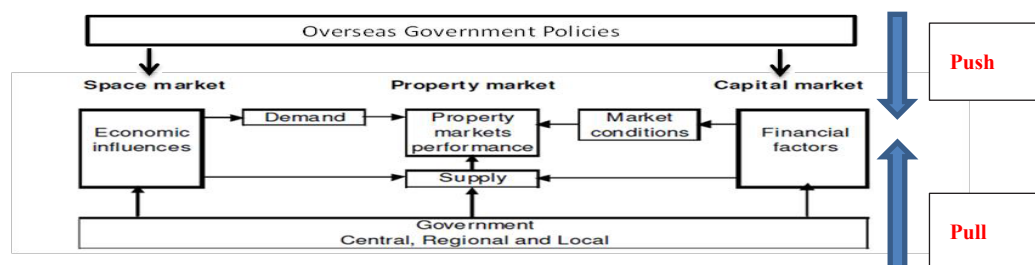 Overseas Government Policies
Push
Space market
Property market
Capital market
Economic
influences
Demand
Property
markets
performance
Market
conditions
Financial
factors
Supply
Government
Central, Regional and Local
Pull